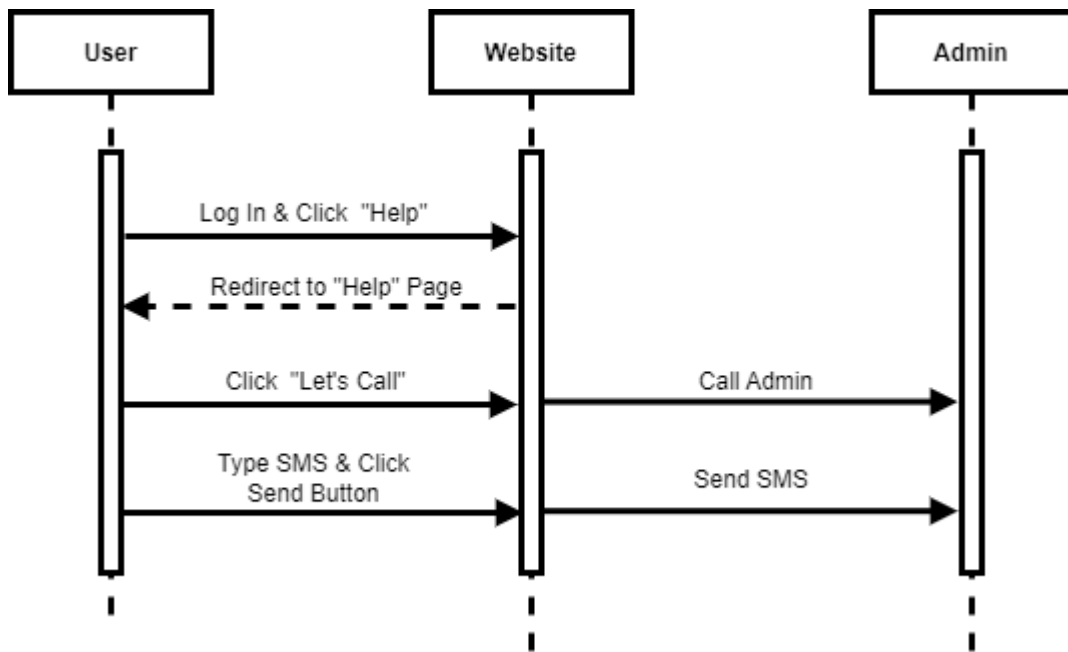 User
Website
Admin
Log In & Click "Help"
Redirect to "Help" Page
Click "Let's Call"
Call Admin
Type SMS & Click
Send Button
Send SMS